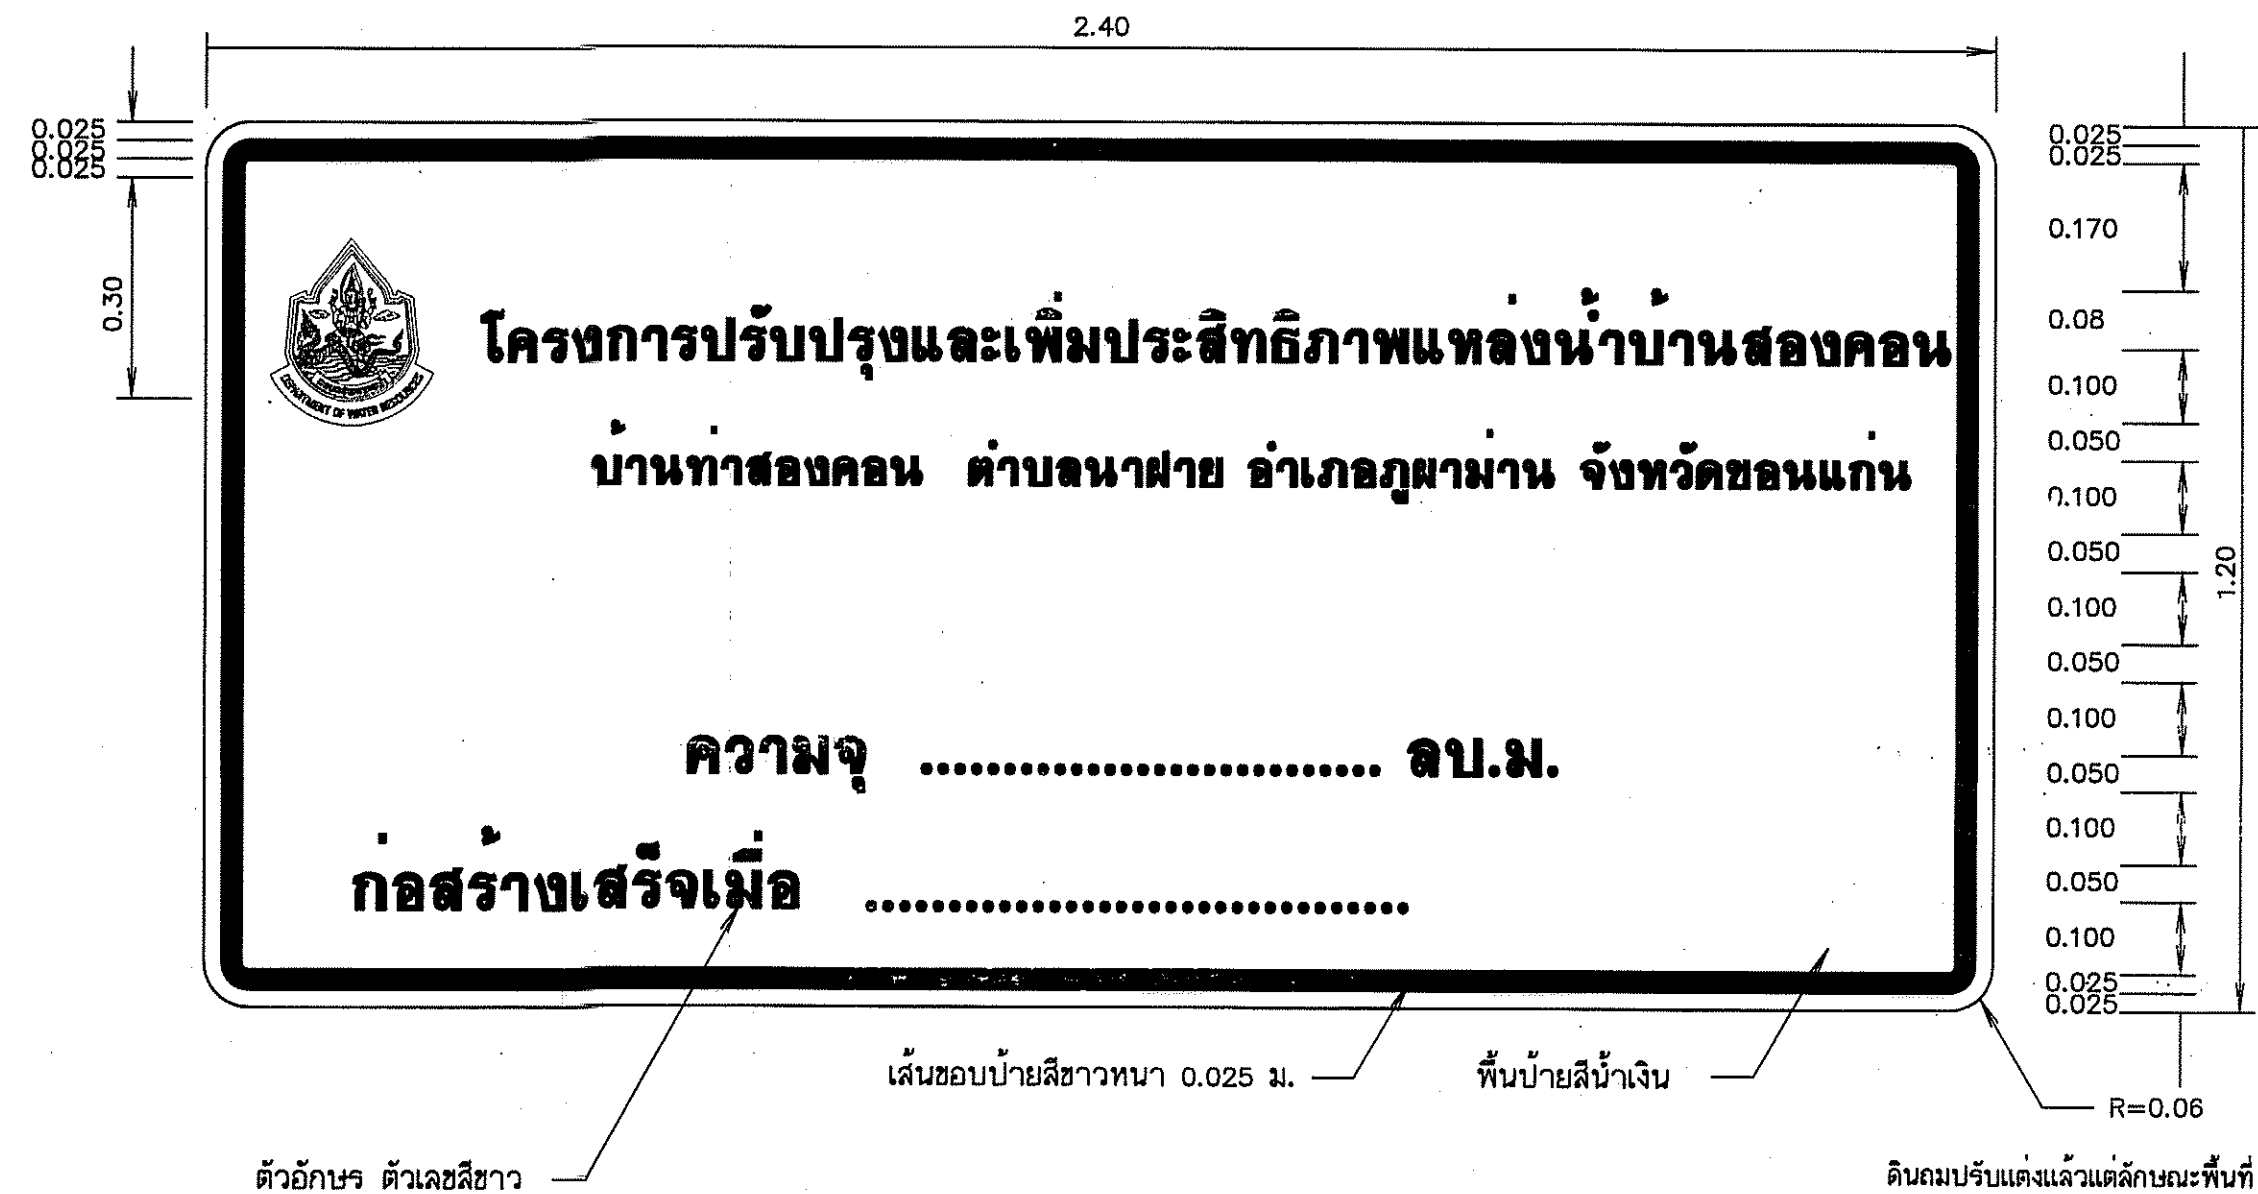 2.40
0.025
0.025
0.025
0.30
0.025
0.025
0.170
0.08
0.100
0.050
0.100
0.050
0.100
0.050
0.100
0.050
0.100
0.050
0.100
0.025
0.025
1.20
โครงการปรับปรุงและเพิ่มประสิทธิภาพแหล่งน้ำบ้านสองคอน
DEPARTMENT OF WATER RESOURCES
บ้านท่าสองคอน ตำบลนาฝาย อำเภอภูผาม่าน จังหวัดขอนแก่น
ความจุ ............................ ลบ.ม.
ก่อสร้างเสร็จเมื่อ .................................
เส้นขอบป้ายสีขาวหนา 0.025 ม.
พื้นป้ายสีน้ำเงิน
R=0.06
ตัวอักษร ตัวเลขสีขาว
ดินถมปรับแต่งแล้วแต่ลักษณะพื้นที่